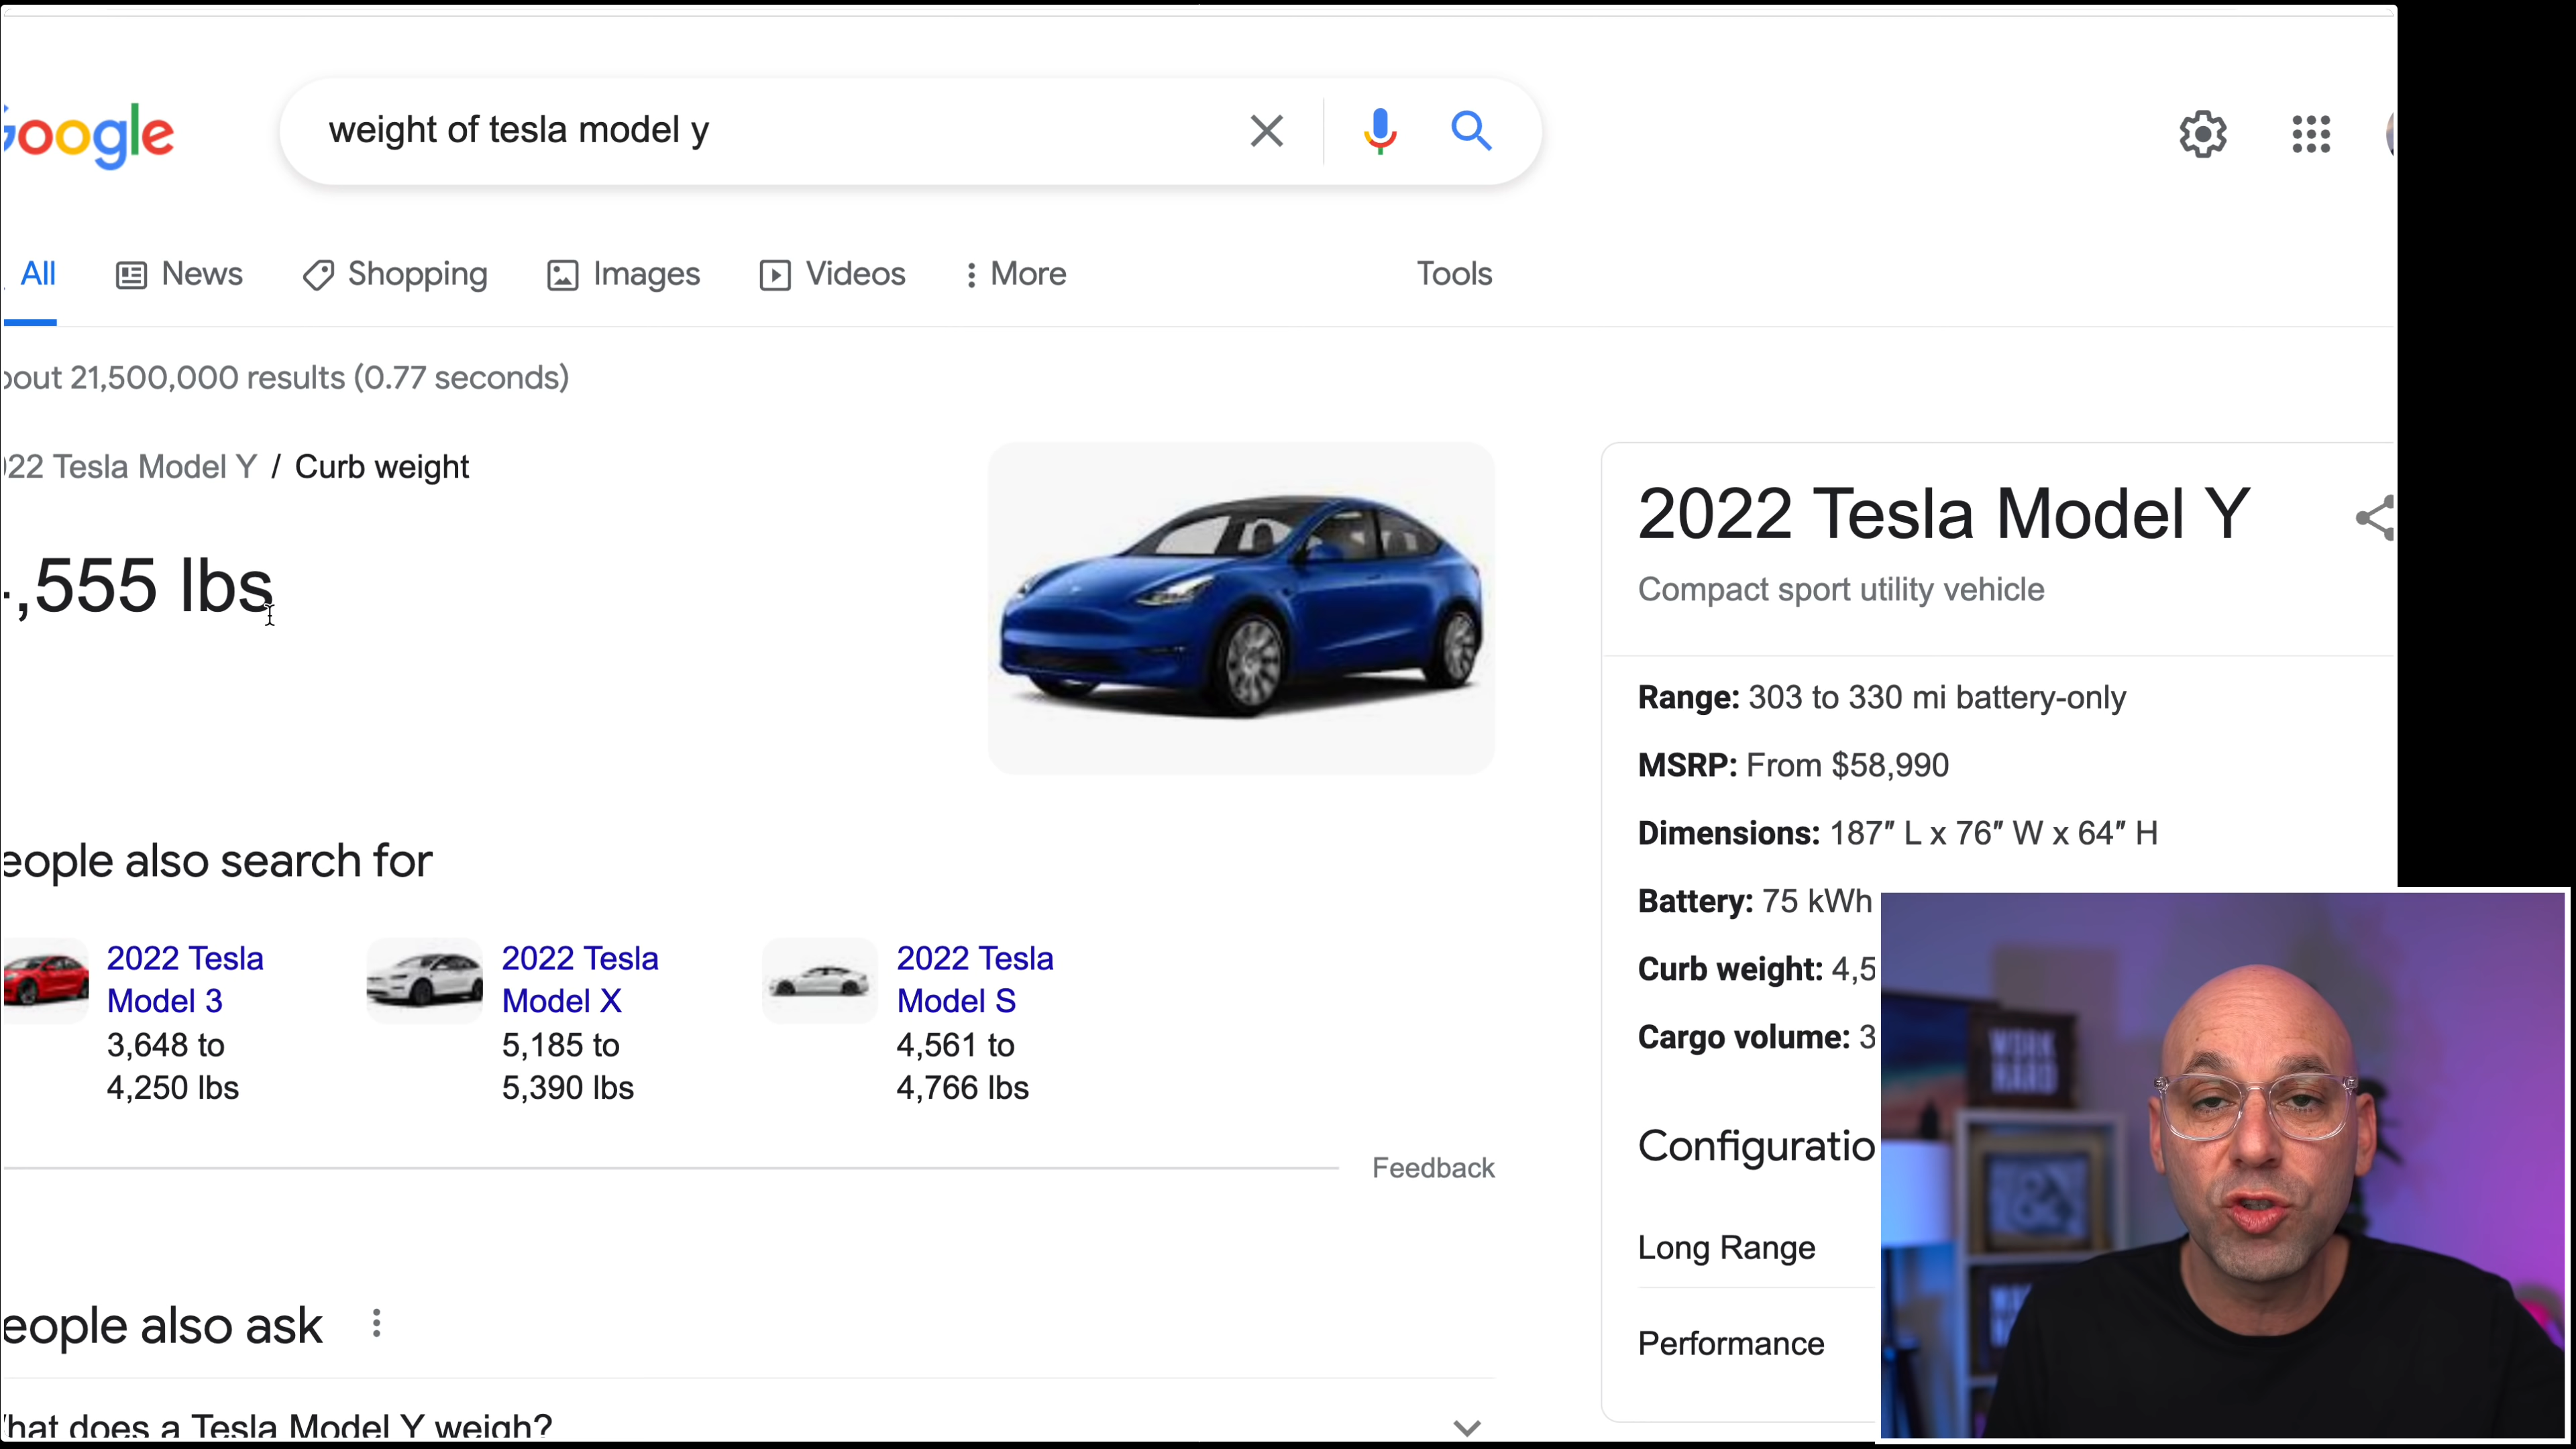 Google
weight of tesla model y
All
News
Shopping
Images
Videos
More
Tools
out 21,500,000 results (0.77 seconds)
22 Tesla Model Y / Curb weight
,555 lbs
2022 Tesla Model Y
Compact sport utility vehicle
Range: 303 to 330 mi battery-only
MSRP: From $58,990
Dimensions: 187″ L x 76″ W x 64″ H
Battery: 75 kWh
Curb weight: 4,5
Cargo volume: 3
Configuratio
Long Range
Performance
eople also search for
2022 Tesla
Model 3
3,648 to
4,250 lbs
2022 Tesla
Model X
5,185 to
5,390 lbs
2022 Tesla
Model S
4,561 to
4,766 lbs
Feedback
eople also ask
hat does a Tesla Model Y weigh?
WORK
HARD